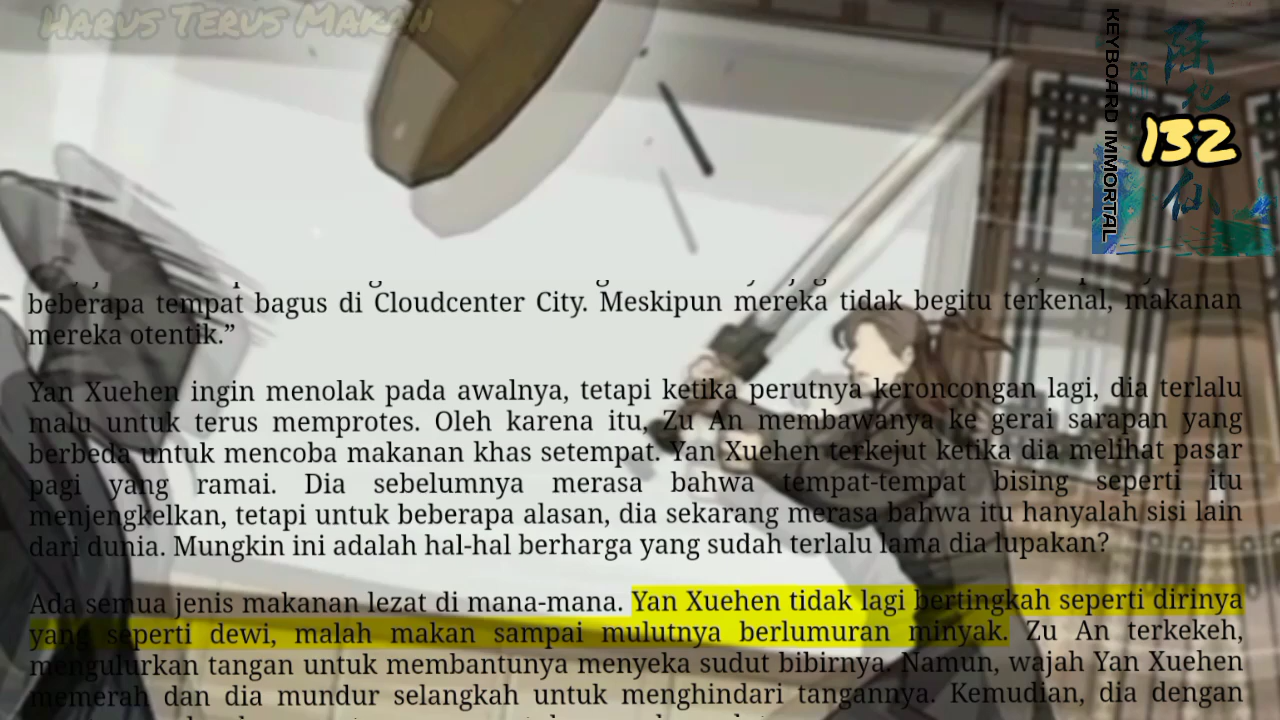 HARUS TERUS MAKAN
KEYBOARD IMMORTAL
132
仙
beberapa tempat bagus di Cloudcenter City. Meskipun mereka tidak begitu terkenal, makanan
mereka otentik.”
Yan Xuehen ingin menolak pada awalnya, tetapi ketika perutnya keroncongan lagi, dia terlalu
malu untuk terus memprotes. Oleh karena itu, Zu An membawanya ke gerai sarapan yang
berbeda untuk mencoba makanan khas setempat. Yan Xuehen terkejut ketika dia melihat pasar
pagi yang ramai. Dia sebelumnya merasa bahwa tempat-tempat bising seperti itu
menjengkelkan, tetapi untuk beberapa alasan, dia sekarang merasa bahwa itu hanyalah sisi lain
dari dunia. Mungkin ini adalah hal-hal berharga yang sudah terlalu lama dia lupakan?
Ada semua jenis makanan lezat di mana-mana. Yan Xuehen tidak lagi bertingkah seperti dirinya
yang seperti dewi, malah makan sampai mulutnya berlumuran minyak. Zu An terkekeh,
mengulurkan tangan untuk membantunya menyeka sudut bibirnya. Namun, wajah Yan Xuehen
memerah dan dia mundur selangkah untuk menghindari tangannya. Kemudian, dia dengan